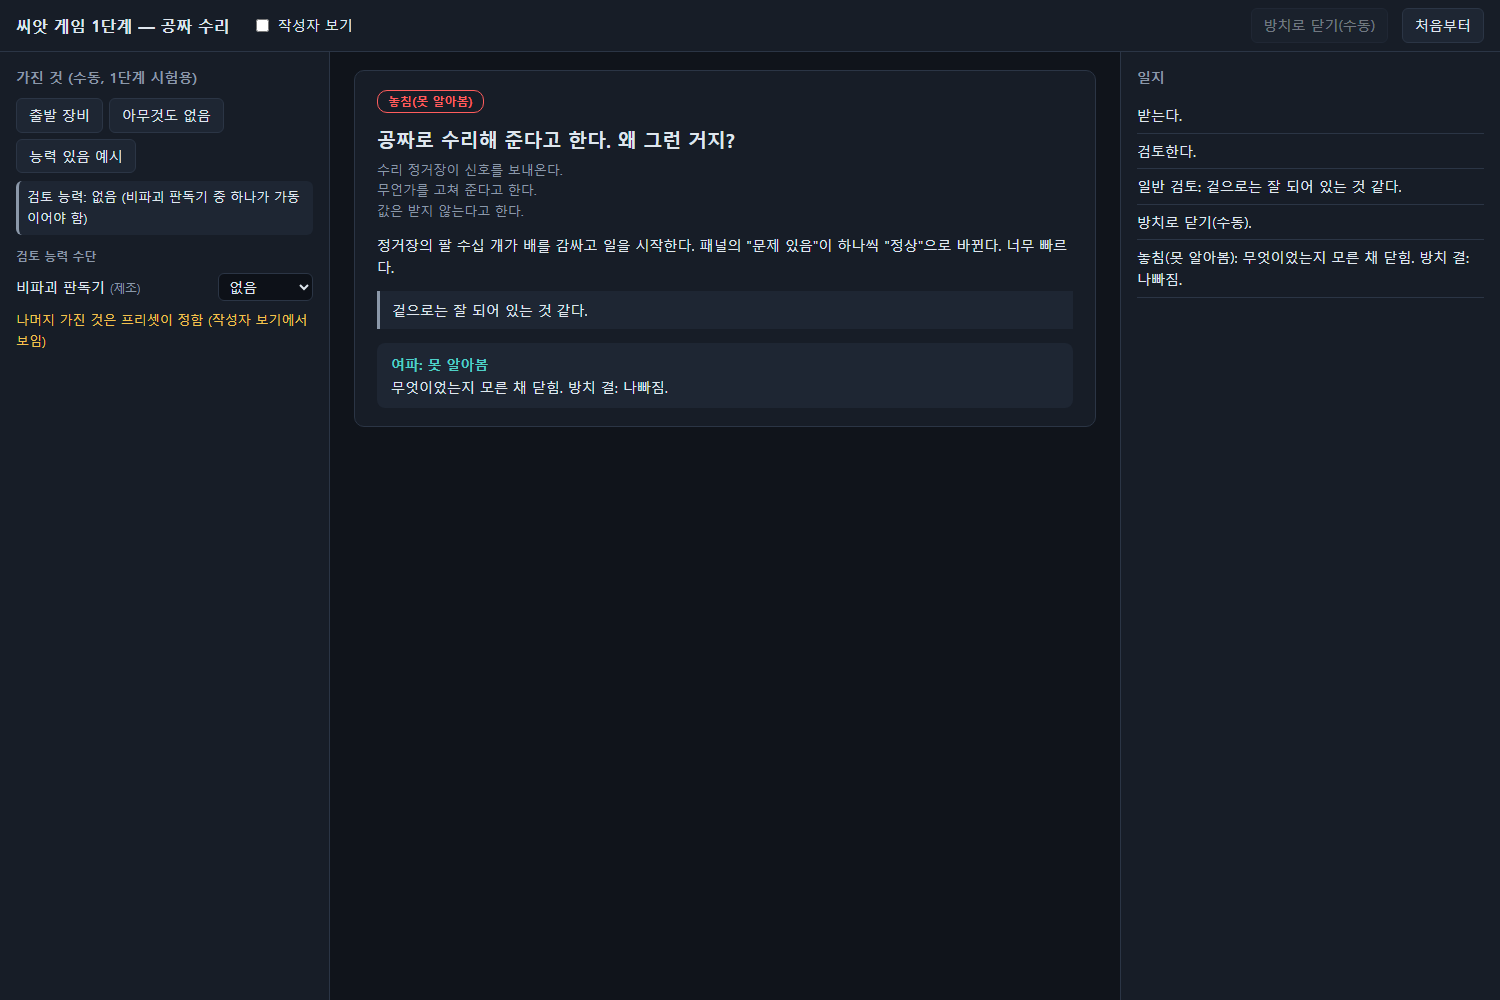 씨앗 게임 1단계 — 공짜 수리
작성자 보기
방치로 닫기(수동)
처음부터
가진 것 (수동, 1단계 시험용)
출발 장비
아무것도 없음
능력 있음 예시
검토 능력: 없음 (비파괴 판독기 중 하나가 가동
이어야 함)
검토 능력 수단
비파괴 판독기 (제조)
없음
나머지 가진 것은 프리셋이 정함 (작성자 보기에서
보임)
놓침(못 알아봄)
공짜로 수리해 준다고 한다. 왜 그런 거지?
수리 정거장이 신호를 보내온다.
무언가를 고쳐 준다고 한다.
값은 받지 않는다고 한다.
정거장의 팔 수십 개가 배를 감싸고 일을 시작한다. 패널의 "문제 있음"이 하나씩 "정상"으로 바뀐다. 너무 빠르
다.
겉으로는 잘 되어 있는 것 같다.
여파: 못 알아봄
무엇이었는지 모른 채 닫힘. 방치 결: 나빠짐.
일지
받는다.
검토한다.
일반 검토: 겉으로는 잘 되어 있는 것 같다.
방치로 닫기(수동).
놓침(못 알아봄): 무엇이었는지 모른 채 닫힘. 방치 결:
나빠짐.